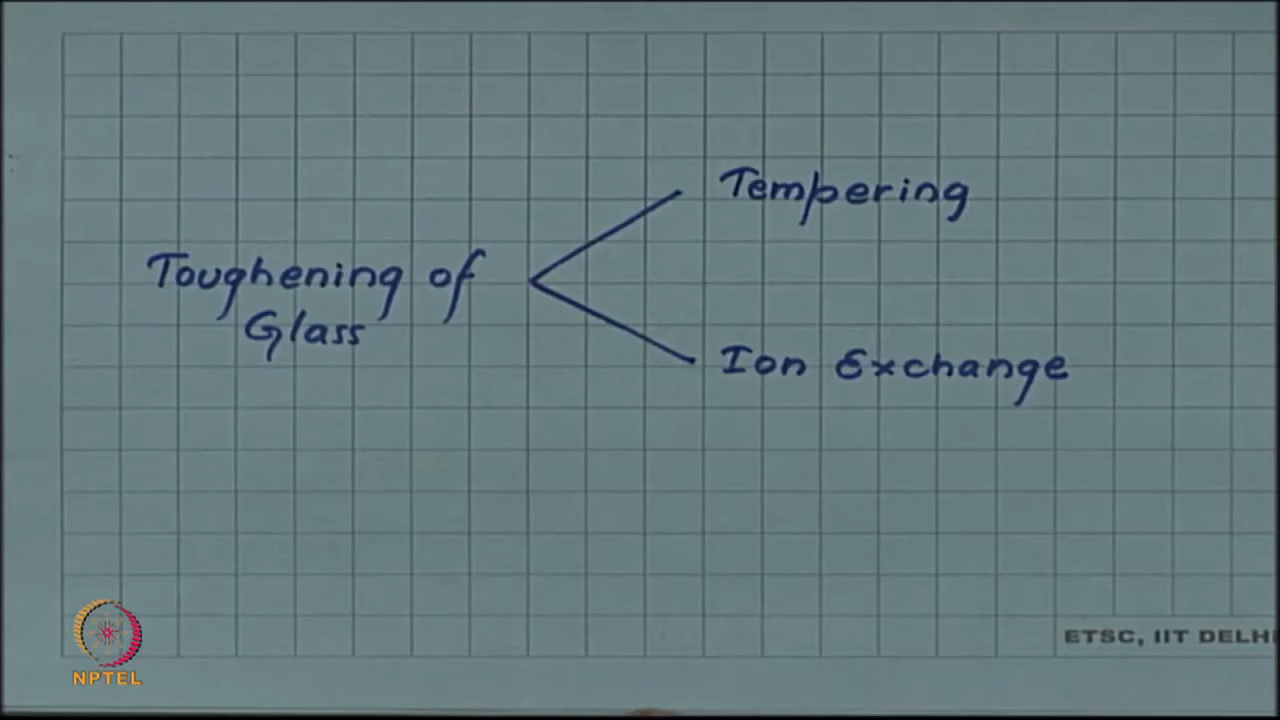 Tempering
Toughening of
Glass
Ion Exchange
NPTEL
ETSC, IIT DELHI